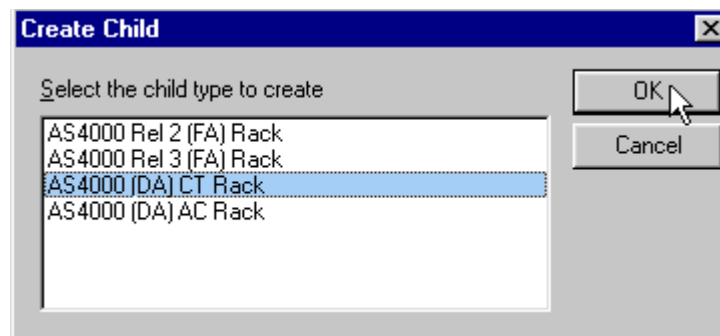 Create Child
Select the child type to create
OK
Cancel
AS4000 Rel 2 (FA) Rack
AS4000 Rel 3 (FA) Rack
AS4000 (DA) CT Rack
AS4000 (DA) AC Rack